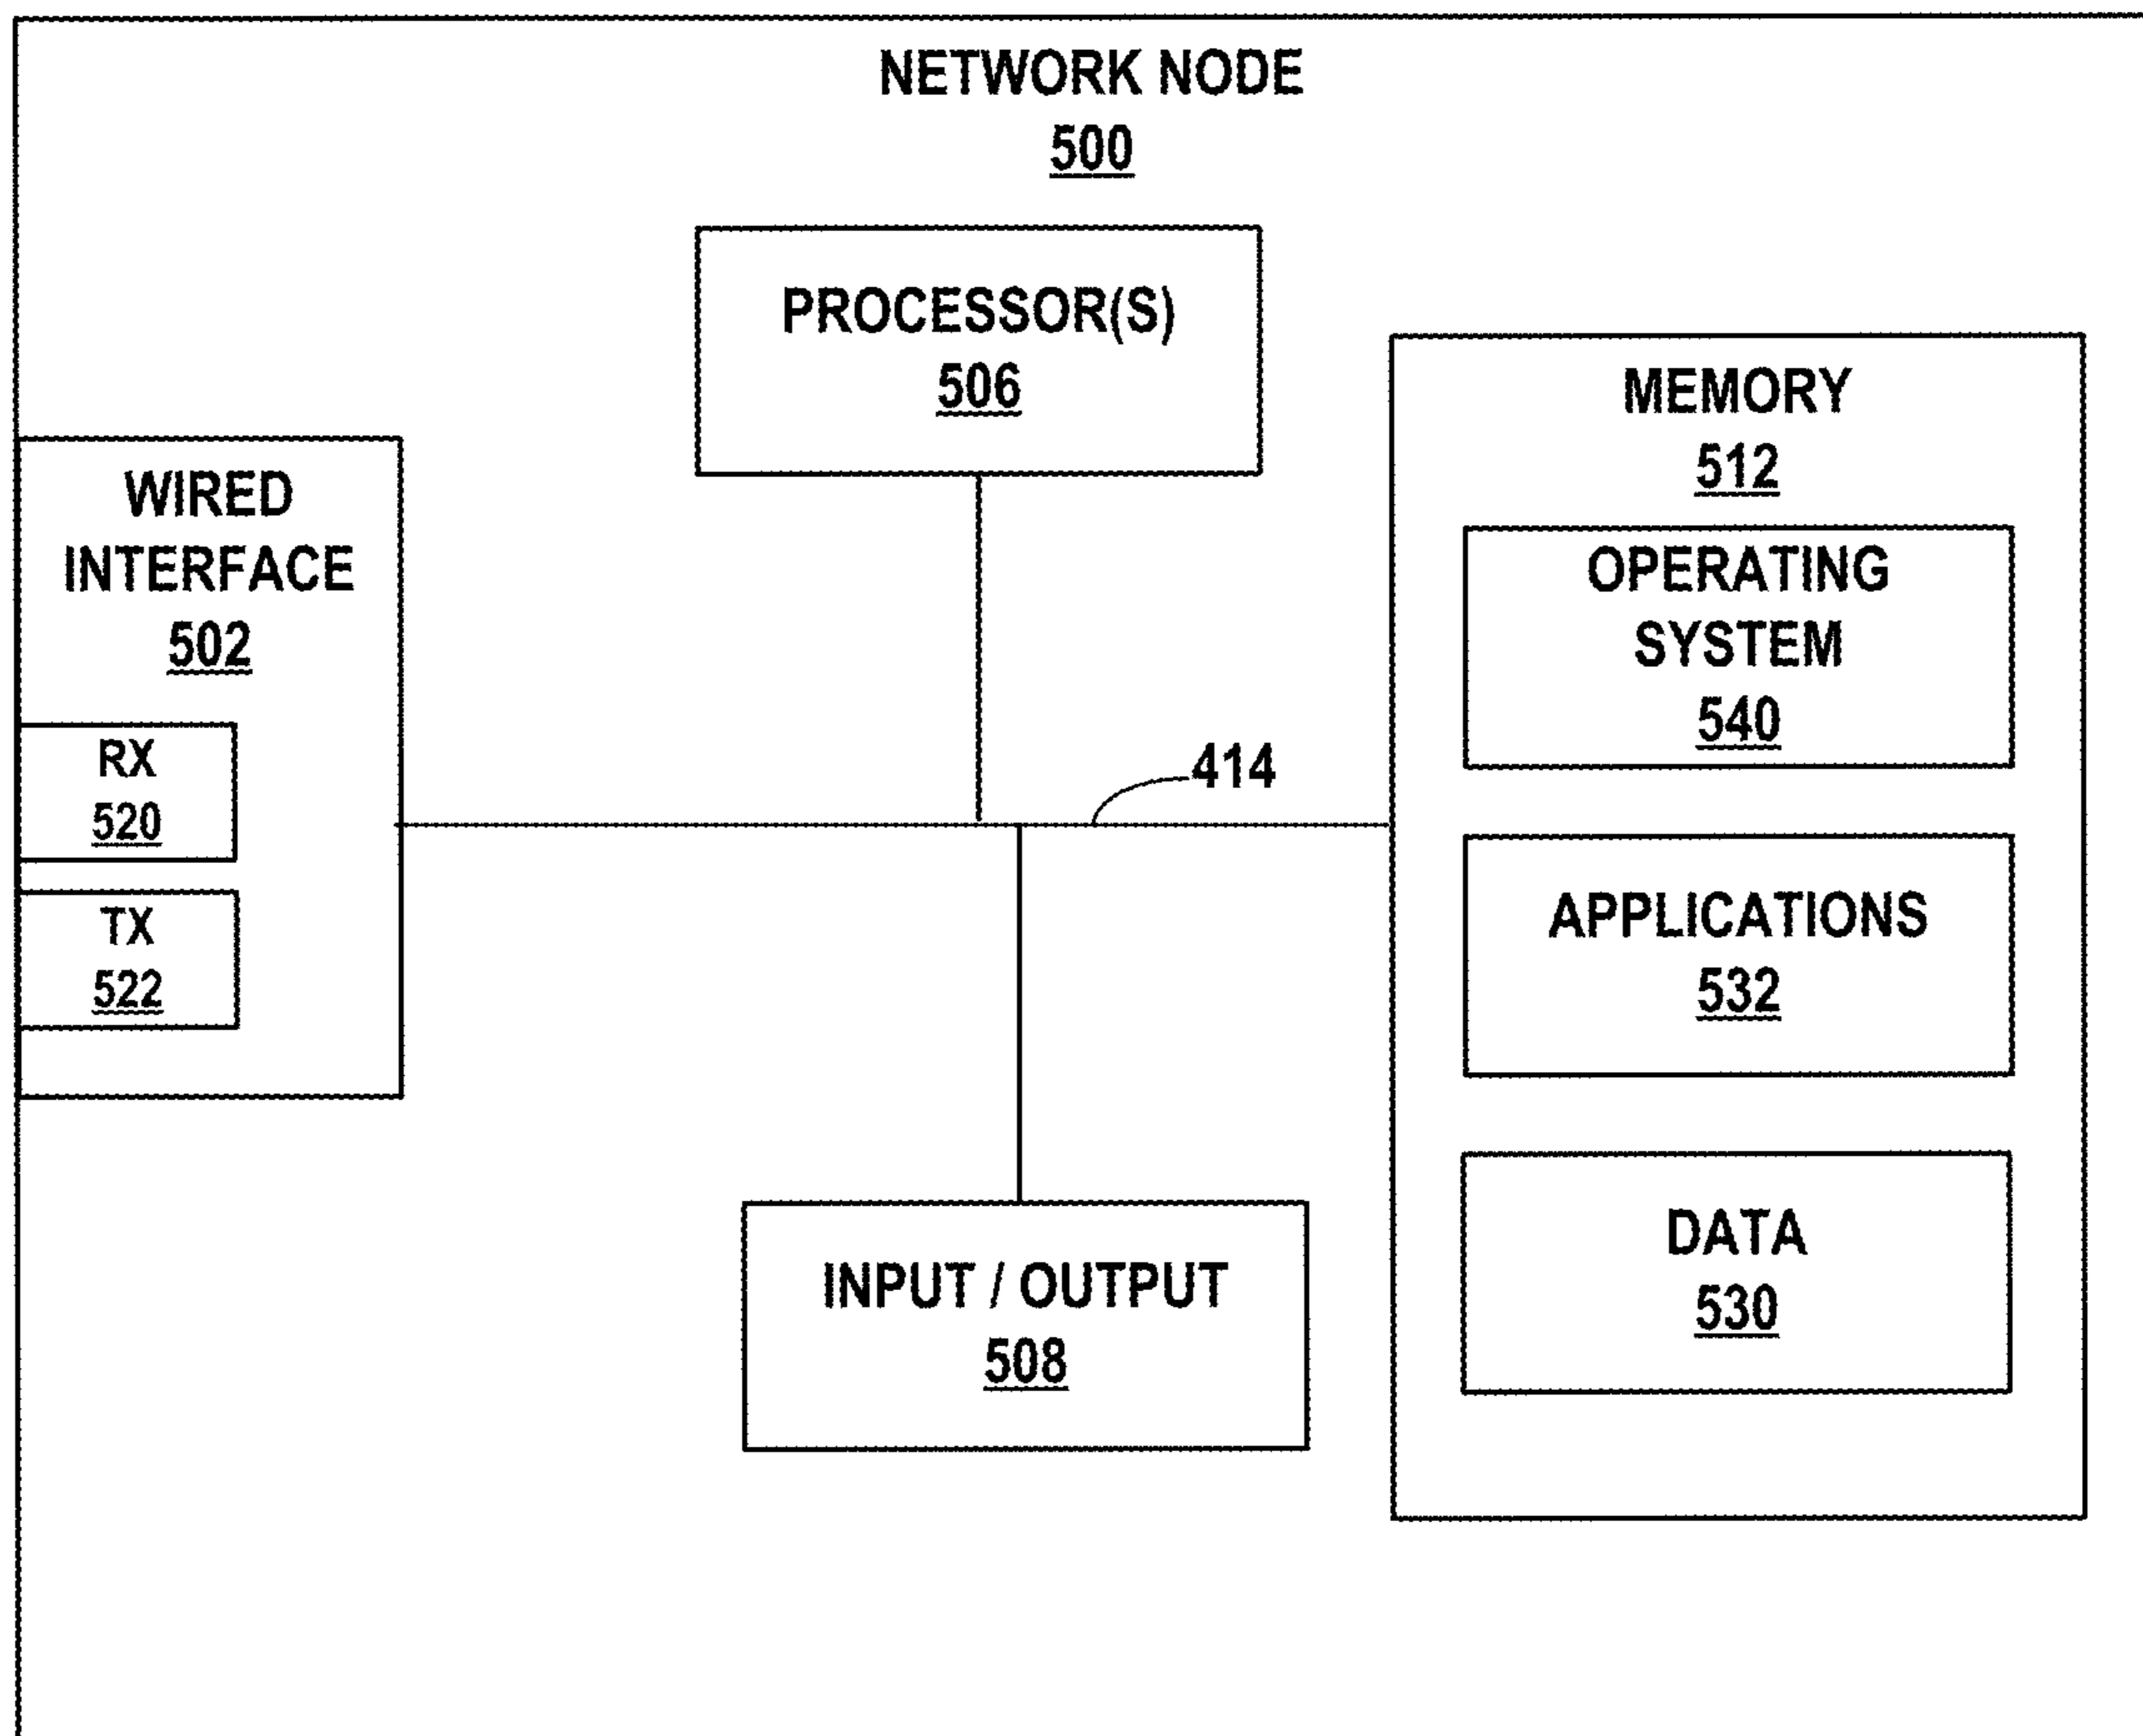 NETWORK NODE
500
PROCESSOR(S)
506
WIRED
INTERFACE
502
RX
520
TX
522
414
INPUT / OUTPUT
508
MEMORY
512
OPERATING
SYSTEM
540
APPLICATIONS
532
DATA
530